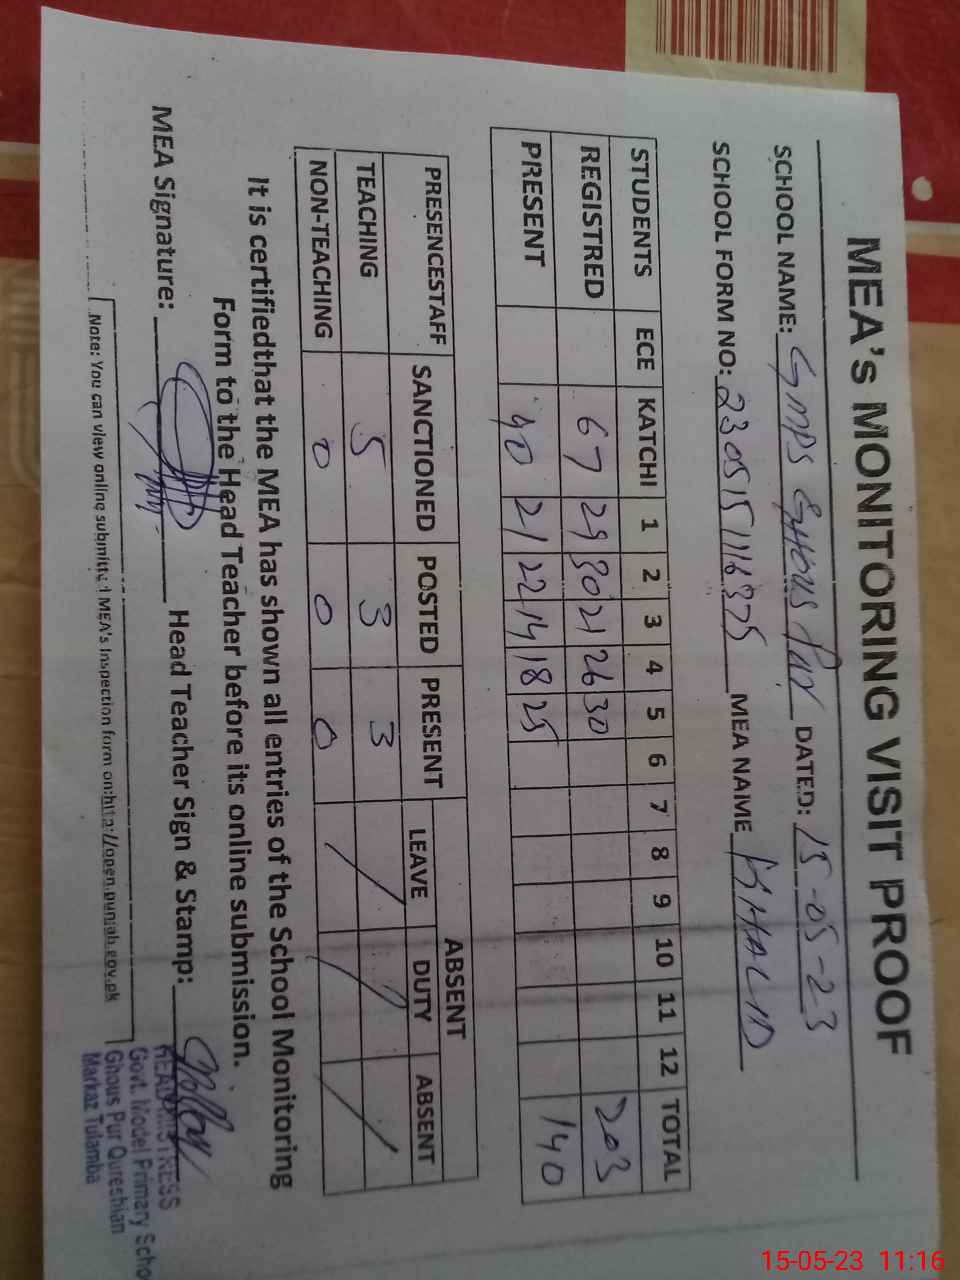 MEA's MONITORING VISIT PROOF
SCHOOL NAME: GMPS GHOUS PUR DATED: 15-05-23
SCHOOL FORM NO: 2305151116375 MEA NAME KHALID
STUDENTS ECE KATCHI 1 2 3 4 5 6 7 8 9 10 11 12 TOTAL
REGISTRED 67 29 30 21 26 30 203
PRESENT 40 21 22 14 18 25 140
PRESENCESTAFF SANCTIONED POSTED PRESENT ABSENT
LEAVE DUTY ABSENT
TEACHING 5 3 3
NON-TEACHING 0 0 0
It is certifiedthat the MEA has shown all entries of the School Monitoring
Form to the Head Teacher before its online submission.
MEA Signature: Head Teacher Sign & Stamp:
HEADMISTRESS
Govt. Model Primary Scho
Ghous Pur Qureshian
Markaz Tulamba
Note: You can view online submitted MEA's Inspection form on:http://open.punjab.gov.pk
15-05-23 11:16